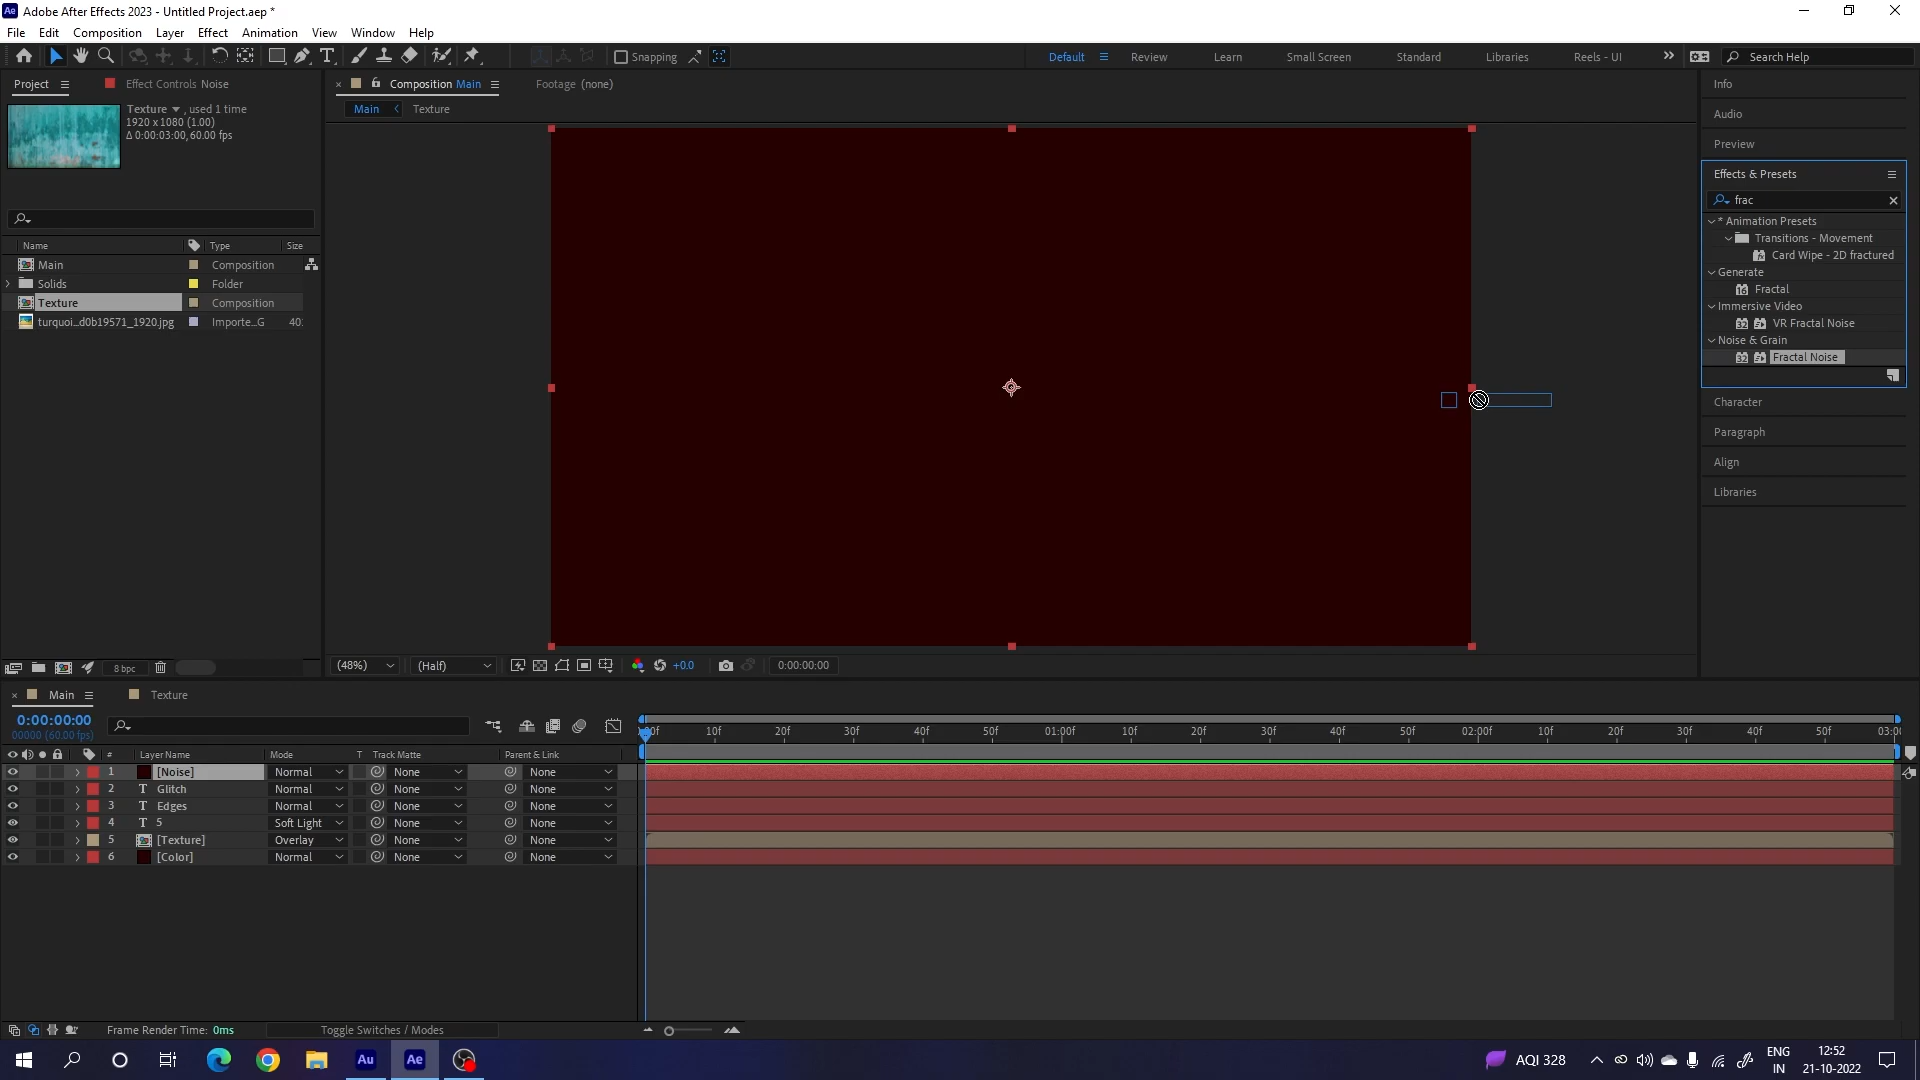 Adobe After Effects 2023 - Untitled Project.aep *
File Edit Composition Layer Effect Animation View Window Help
Snapping Default Review Learn Small Screen Standard Libraries Reels - UI Search Help
Project Effect Controls Noise
Texture , used 1 time
1920 x 1080 (1.00)
Δ 0:00:03:00, 60.00 fps
Name Type Size
Main Composition
Solids Folder
Texture Composition
turquoi...d0b19571_1920.jpg Importe...G 40
8 bpc
Composition Main Footage (none)
Main Texture
(48%) (Half) +0.0 0:00:00:00
Info
Audio
Preview
Effects & Presets
frac
* Animation Presets
Transitions - Movement
Card Wipe - 2D fractured
Generate
Fractal
Immersive Video
VR Fractal Noise
Noise & Grain
Fractal Noise
Character
Paragraph
Align
Libraries
Main Texture
0:00:00:00
00000 (60.00 fps)
:00f 10f 20f 30f 40f 50f 01:00f 10f 20f 30f 40f 50f 02:00f 10f 20f 30f 40f 50f 03:00
# Layer Name Mode T Track Matte Parent & Link
1 [Noise] Normal None None
2 T Glitch Normal None None
3 T Edges Normal None None
4 T 5 Soft Light None None
5 [Texture] Overlay None None
6 [Color] Normal None None
Frame Render Time: 0ms Toggle Switches / Modes
Au Ae AQI 328 ENG IN 12:52 21-10-2022